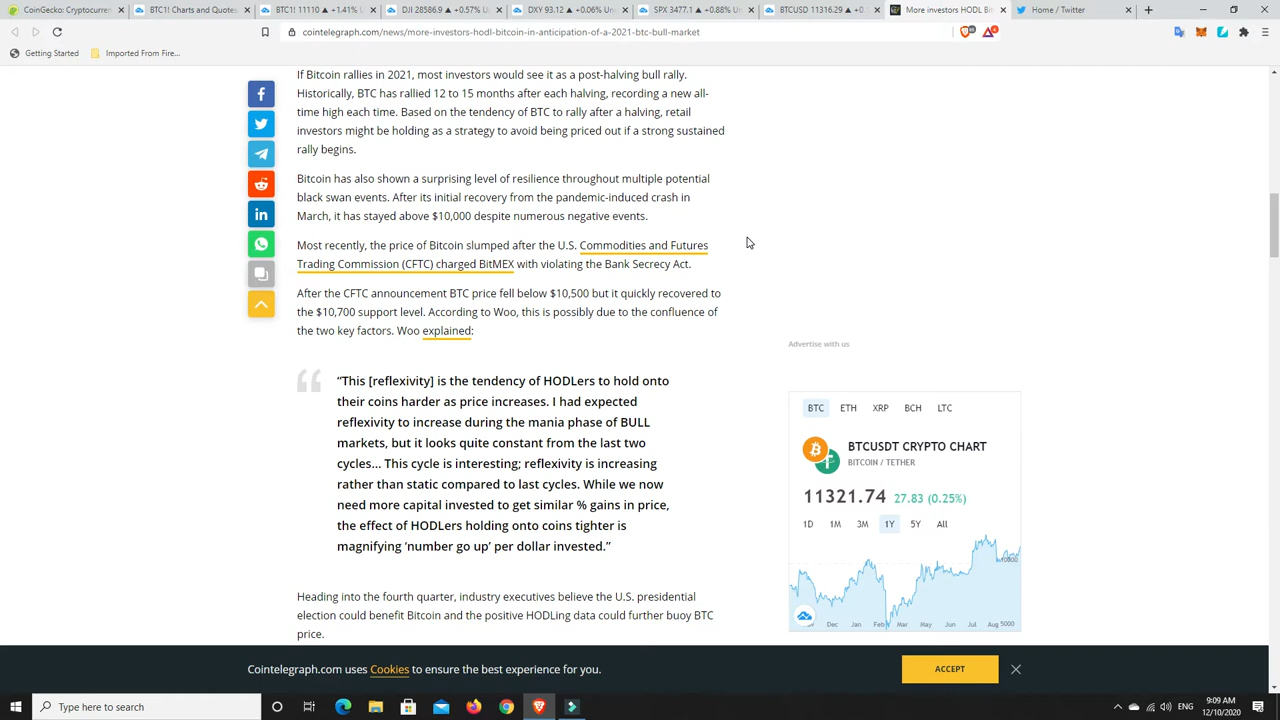 CoinGecko: Cryptocurren
BTC1! Charts and Quotes
BTC1! 11110 ▲ +1.41% U
DJI 28586.9 ▲ +0.57% U
DXY 93.12 ▲ +0.06% Un
SPX 3477.1 ▲ +0.88% U
BTCUSD 11316.29 ▲ +0.
More investors HODL Bit
Home / Twitter
cointelegraph.com/news/more-investors-hodl-bitcoin-in-anticipation-of-a-2021-btc-bull-market
Getting Started
Imported From Fire...
If Bitcoin rallies in 2021, most investors would see it as a post-halving bull rally.
Historically, BTC has rallied 12 to 15 months after each halving, recording a new all-
time high each time. Based on the tendency of BTC to rally after a halving, retail
investors might be holding as a strategy to avoid being priced out if a strong sustained
rally begins.
Bitcoin has also shown a surprising level of resilience throughout multiple potential
black swan events. After its initial recovery from the pandemic-induced crash in
March, it has stayed above $10,000 despite numerous negative events.
Most recently, the price of Bitcoin slumped after the U.S. Commodities and Futures
Trading Commission (CFTC) charged BitMEX with violating the Bank Secrecy Act.
After the CFTC announcement BTC price fell below $10,500 but it quickly recovered to
the $10,700 support level. According to Woo, this is possibly due to the confluence of
the two key factors. Woo explained:
“This [reflexivity] is the tendency of HODLers to hold onto
their coins harder as price increases. I had expected
reflexivity to increase during the mania phase of BULL
markets, but it looks quite constant from the last two
cycles... This cycle is interesting; reflexivity is increasing
rather than static compared to last cycles. While we now
need more capital invested to get similar % gains in price,
the effect of HODLers holding onto coins tighter is
magnifying ‘number go up’ per dollar invested.”
Heading into the fourth quarter, industry executives believe the U.S. presidential
election could benefit Bitcoin and the positive HODLing data could further buoy BTC
price.
Advertise with us
BTC ETH XRP BCH LTC
BTCUSDT CRYPTO CHART
BITCOIN / TETHER
11321.74 27.83 (0.25%)
1D 1M 3M 1Y 5Y All
10000
Dec Jan Feb Mar May Jun Jul Aug 5000
Cointelegraph.com uses Cookies to ensure the best experience for you.
ACCEPT
Type here to search
ENG
9:09 AM
12/10/2020